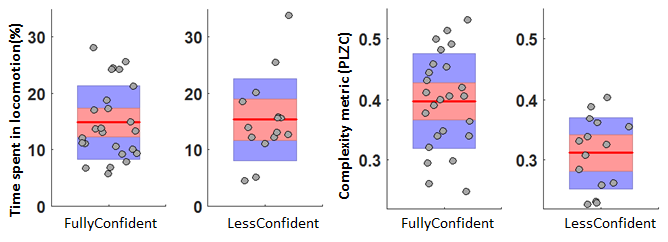 Time spent in locomotion(%)
30
20
10
0
FullyConfident
30
20
10
0
LessConfident
Complexity metric (PLZC)
0.5
0.4
0.3
FullyConfident
0.5
0.4
0.3
LessConfident